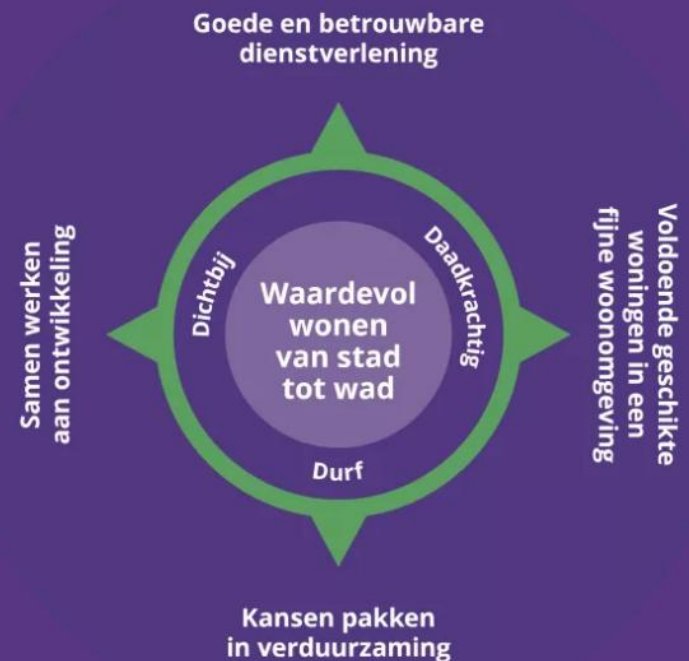 Goede en betrouwbare
dienstverlening
Samen werken
aan ontwikkeling
Dichtbij
Daadkrachtig
Waardevol
wonen
van stad
tot wad
Durf
Voldoende geschikte
woningen in een
fijne woonomgeving
Kansen pakken
in verduurzaming